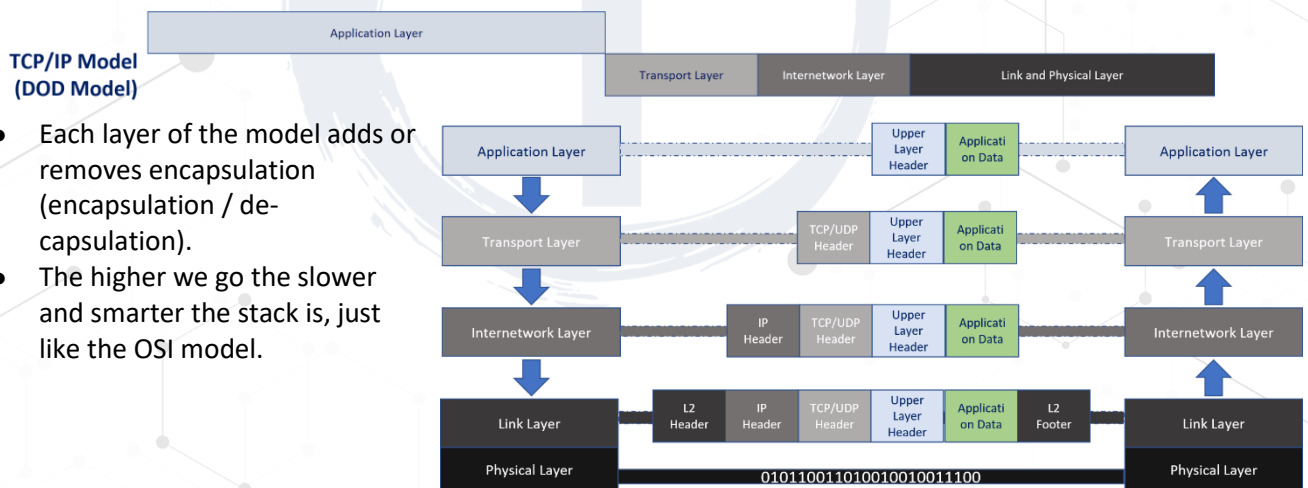 Application Layer
TCP/IP Model
(DOD Model)
Transport Layer
Internetwork Layer
Link and Physical Layer
Each layer of the model adds or
removes encapsulation
(encapsulation / de-
capsulation).
The higher we go the slower
and smarter the stack is, just
like the OSI model.
Application Layer
Upper
Layer
Header
Applicati
on Data
Application Layer
Transport Layer
TCP/UDP
Header
Upper
Layer
Header
Applicati
on Data
Transport Layer
Internetwork Layer
IP
Header
TCP/UDP
Header
Upper
Layer
Header
Applicati
on Data
Internetwork Layer
Link Layer
L2
Header
IP
Header
TCP/UDP
Header
Upper
Layer
Header
Applicati
on Data
L2
Footer
Link Layer
Physical Layer
0101100110100100100111​00
Physical Layer